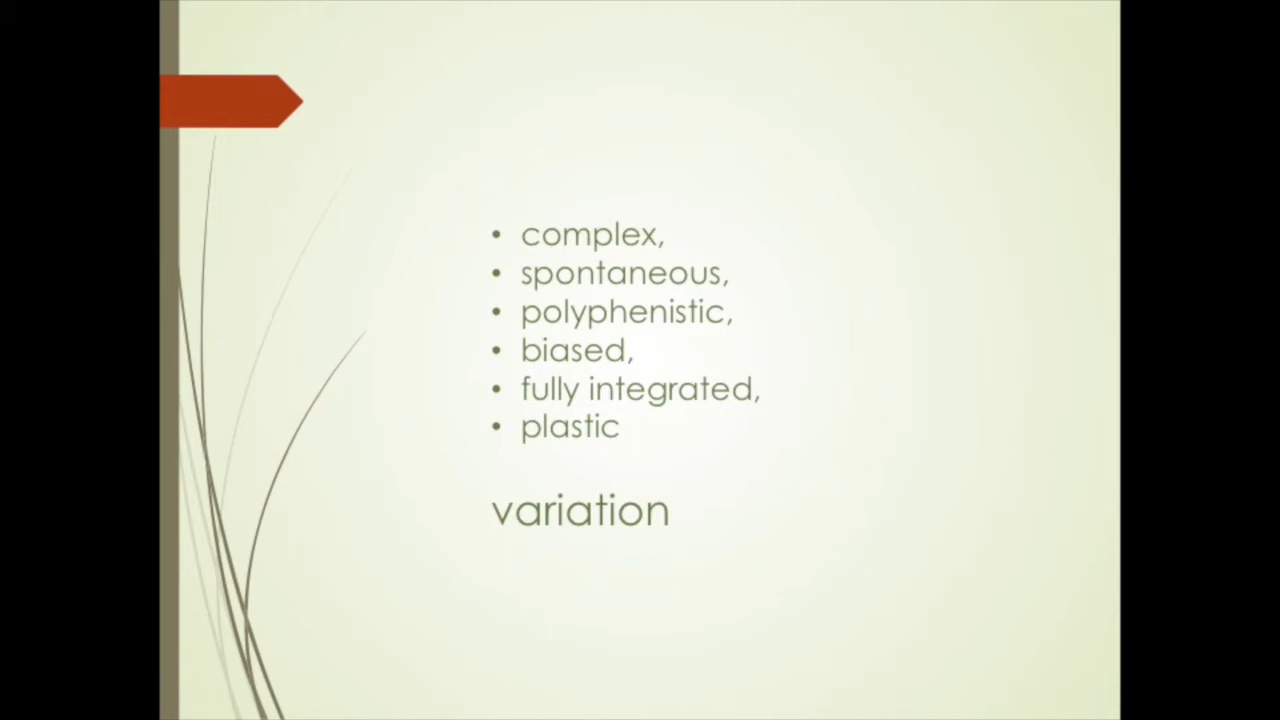 • complex,
• spontaneous,
• polyphenistic,
• biased,
• fully integrated,
• plastic
variation